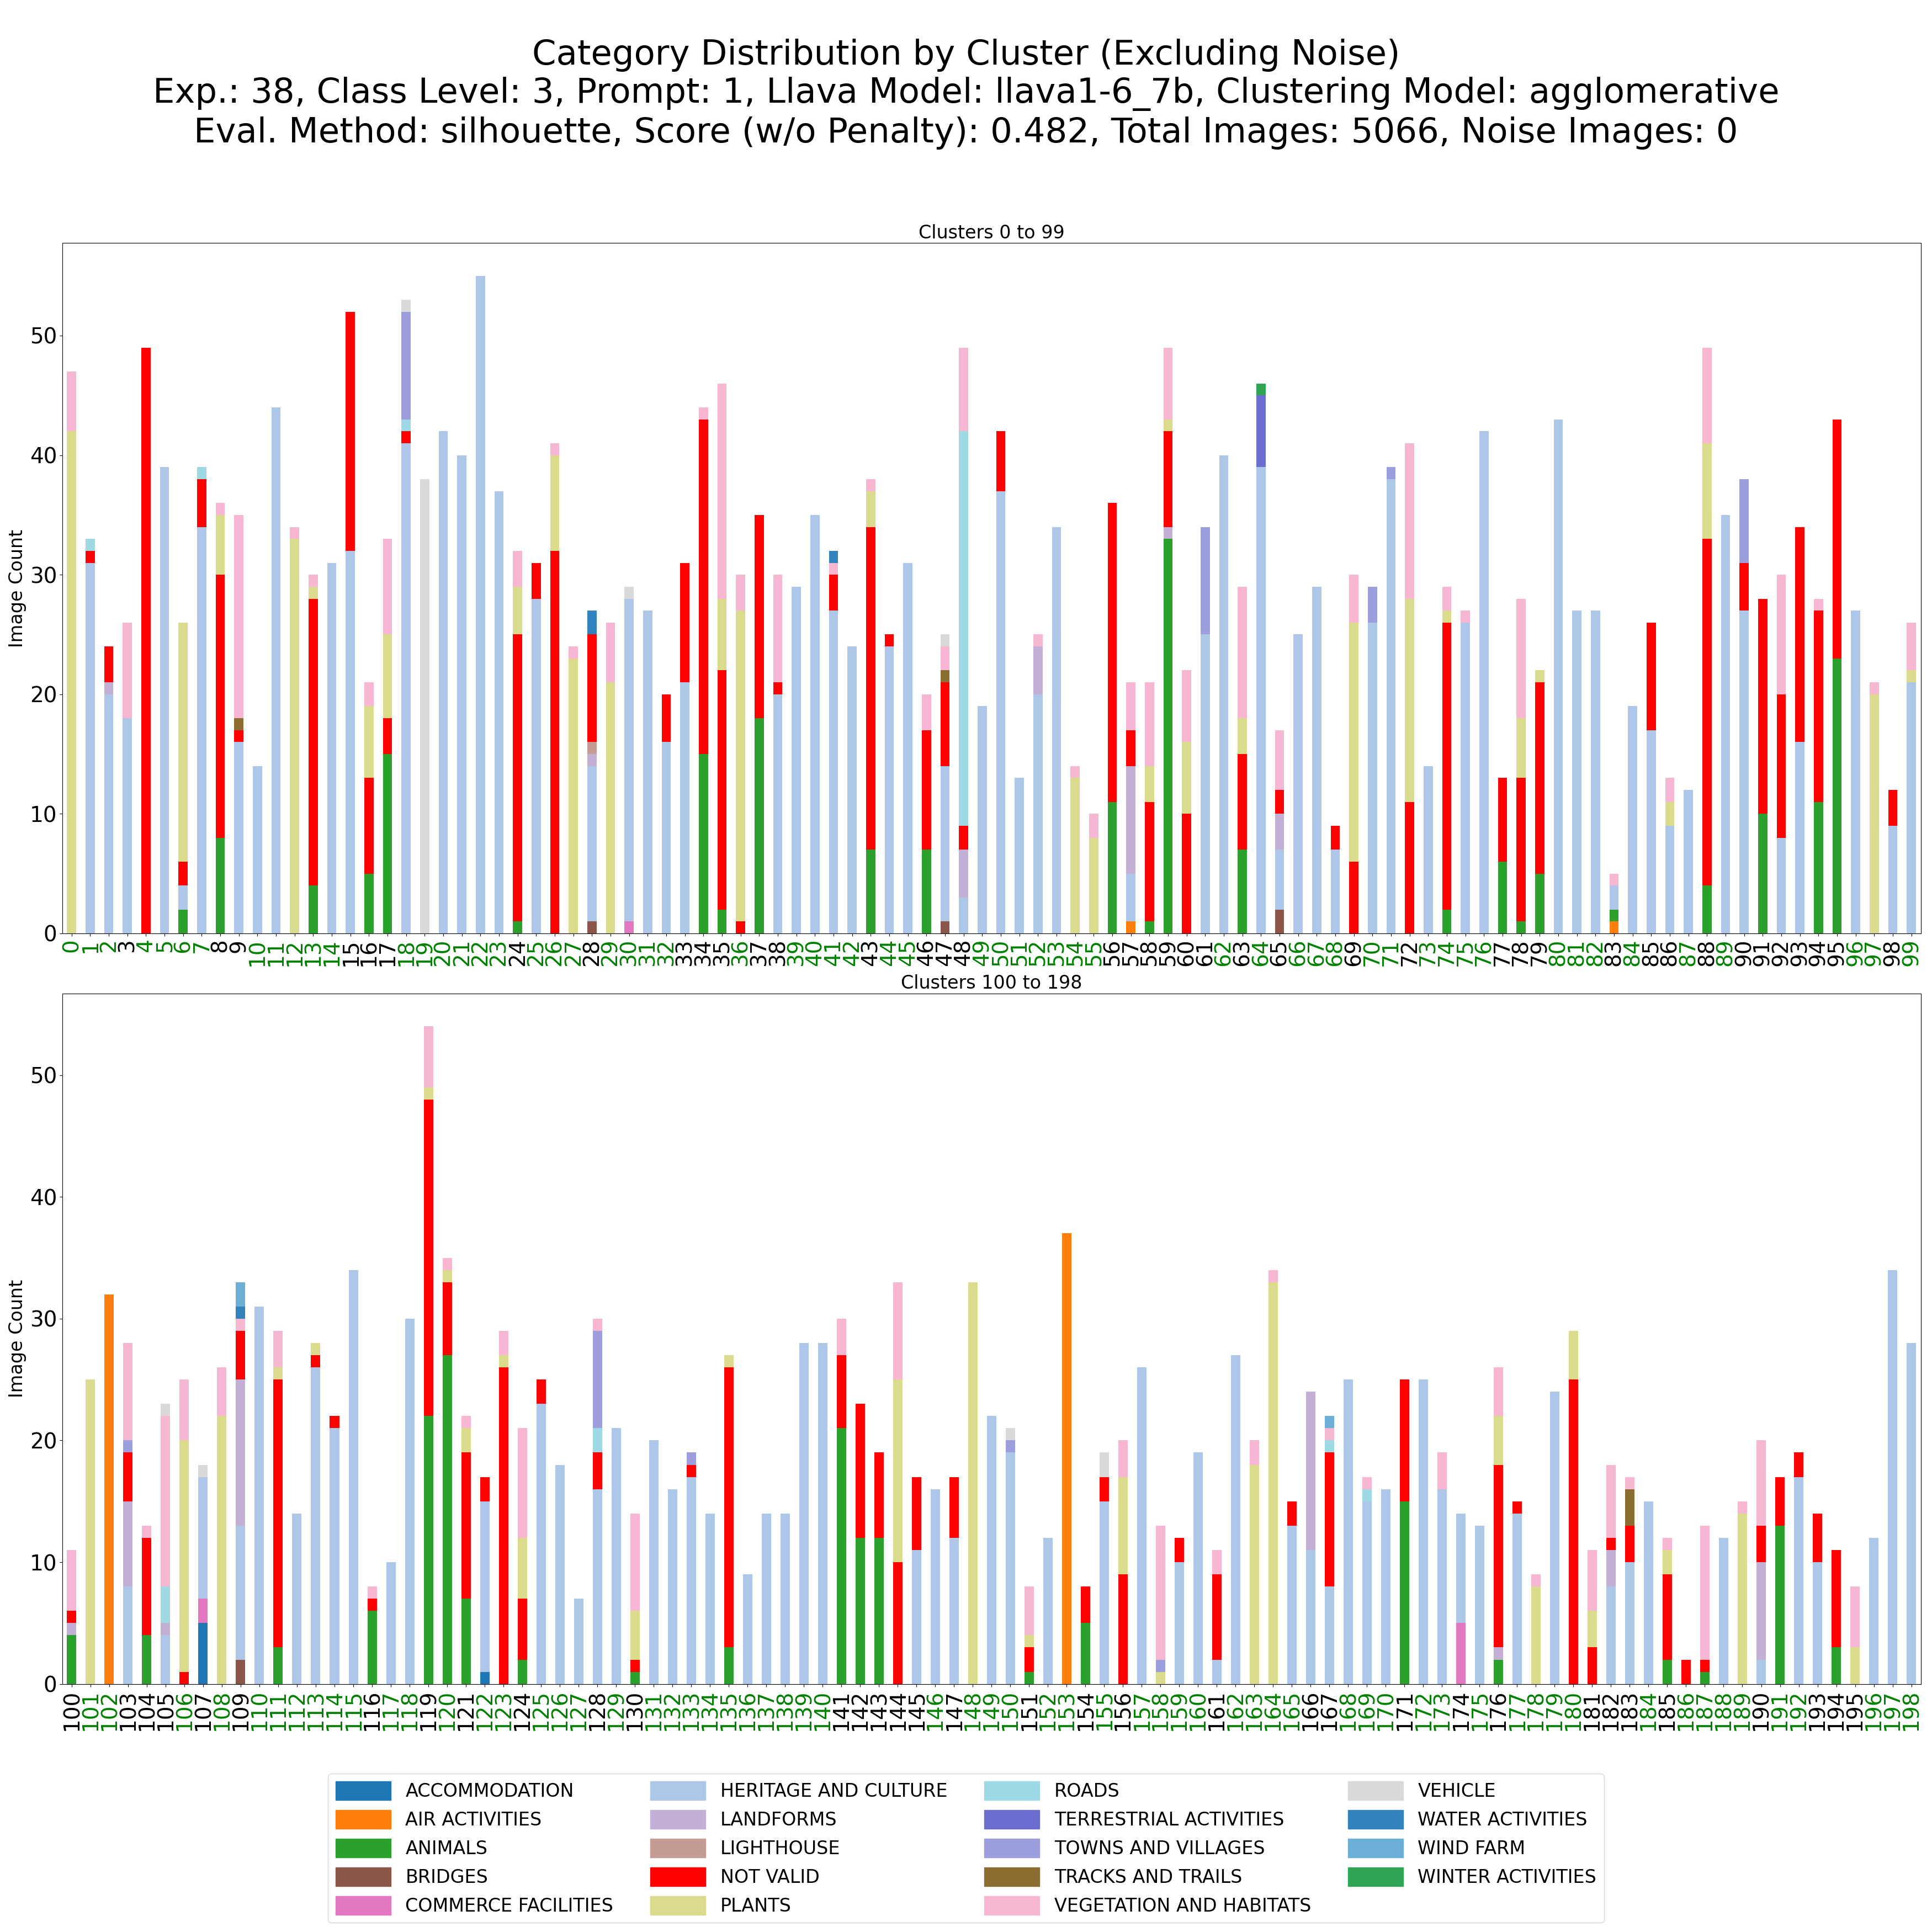 Category Distribution by Cluster (Excluding Noise)
Exp.: 38, Class Level: 3, Prompt: 1, Llava Model: llava1-6_7b, Clustering Model: agglomerative
Eval. Method: silhouette, Score (w/o Penalty): 0.482, Total Images: 5066, Noise Images: 0
Clusters 0 to 99
Image Count
50
40
30
20
10
0
0 1 2 3 4 5 6 7 8 9 10 11 12 13 14 15 16 17 18 19 20 21 22 23 24 25 26 27 28 29 30 31 32 33 34 35 36 37 38 39 40 41 42 43 44 45 46 47 48 49 50 51 52 53 54 55 56 57 58 59 60 61 62 63 64 65 66 67 68 69 70 71 72 73 74 75 76 77 78 79 80 81 82 83 84 85 86 87 88 89 90 91 92 93 94 95 96 97 98 99
Clusters 100 to 198
Image Count
50
40
30
20
10
0
100 101 102 103 104 105 106 107 108 109 110 111 112 113 114 115 116 117 118 119 120 121 122 123 124 125 126 127 128 129 130 131 132 133 134 135 136 137 138 139 140 141 142 143 144 145 146 147 148 149 150 151 152 153 154 155 156 157 158 159 160 161 162 163 164 165 166 167 168 169 170 171 172 173 174 175 176 177 178 179 180 181 182 183 184 185 186 187 188 189 190 191 192 193 194 195 196 197 198
ACCOMMODATION
AIR ACTIVITIES
ANIMALS
BRIDGES
COMMERCE FACILITIES
HERITAGE AND CULTURE
LANDFORMS
LIGHTHOUSE
NOT VALID
PLANTS
ROADS
TERRESTRIAL ACTIVITIES
TOWNS AND VILLAGES
TRACKS AND TRAILS
VEGETATION AND HABITATS
VEHICLE
WATER ACTIVITIES
WIND FARM
WINTER ACTIVITIES